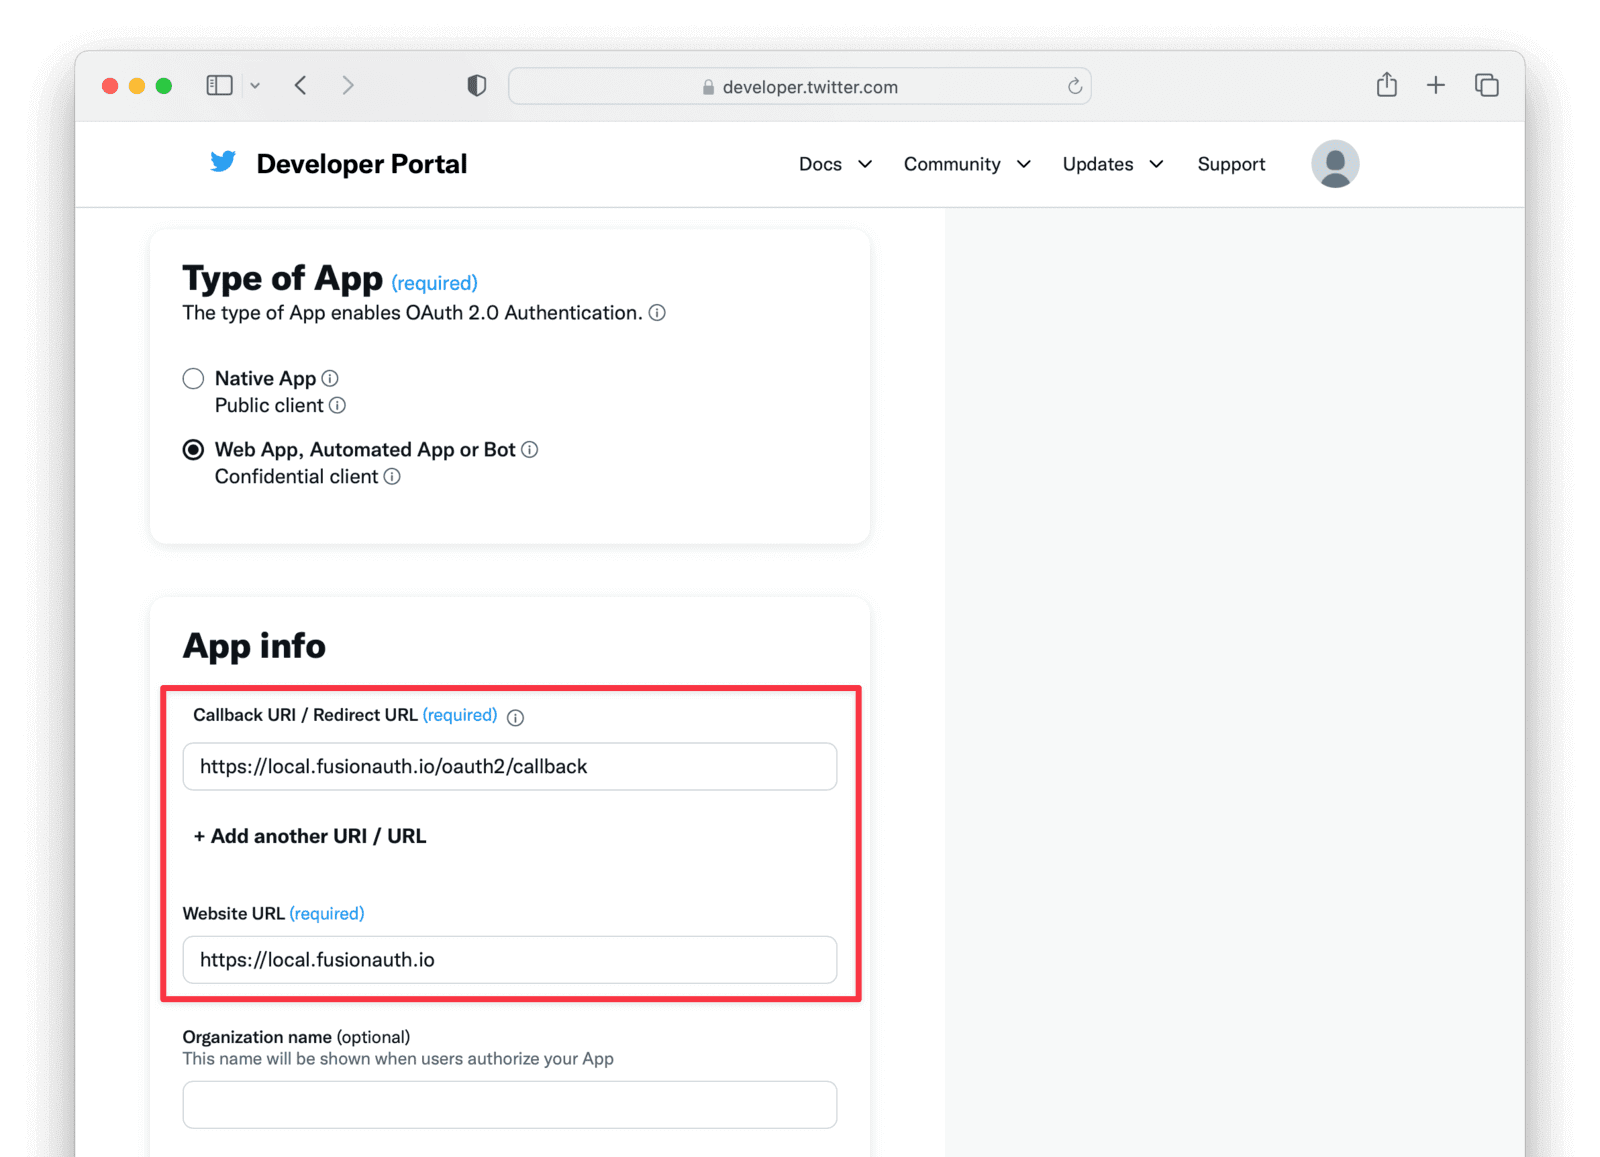 developer.twitter.com
Developer Portal
Docs
Community
Updates
Support
Type of App (required)
The type of App enables OAuth 2.0 Authentication.
Native App
Public client
Web App, Automated App or Bot
Confidential client
App info
Callback URI / Redirect URL (required)
https://local.fusionauth.io/oauth2/callback
+ Add another URI / URL
Website URL (required)
https://local.fusionauth.io
Organization name (optional)
This name will be shown when users authorize your App